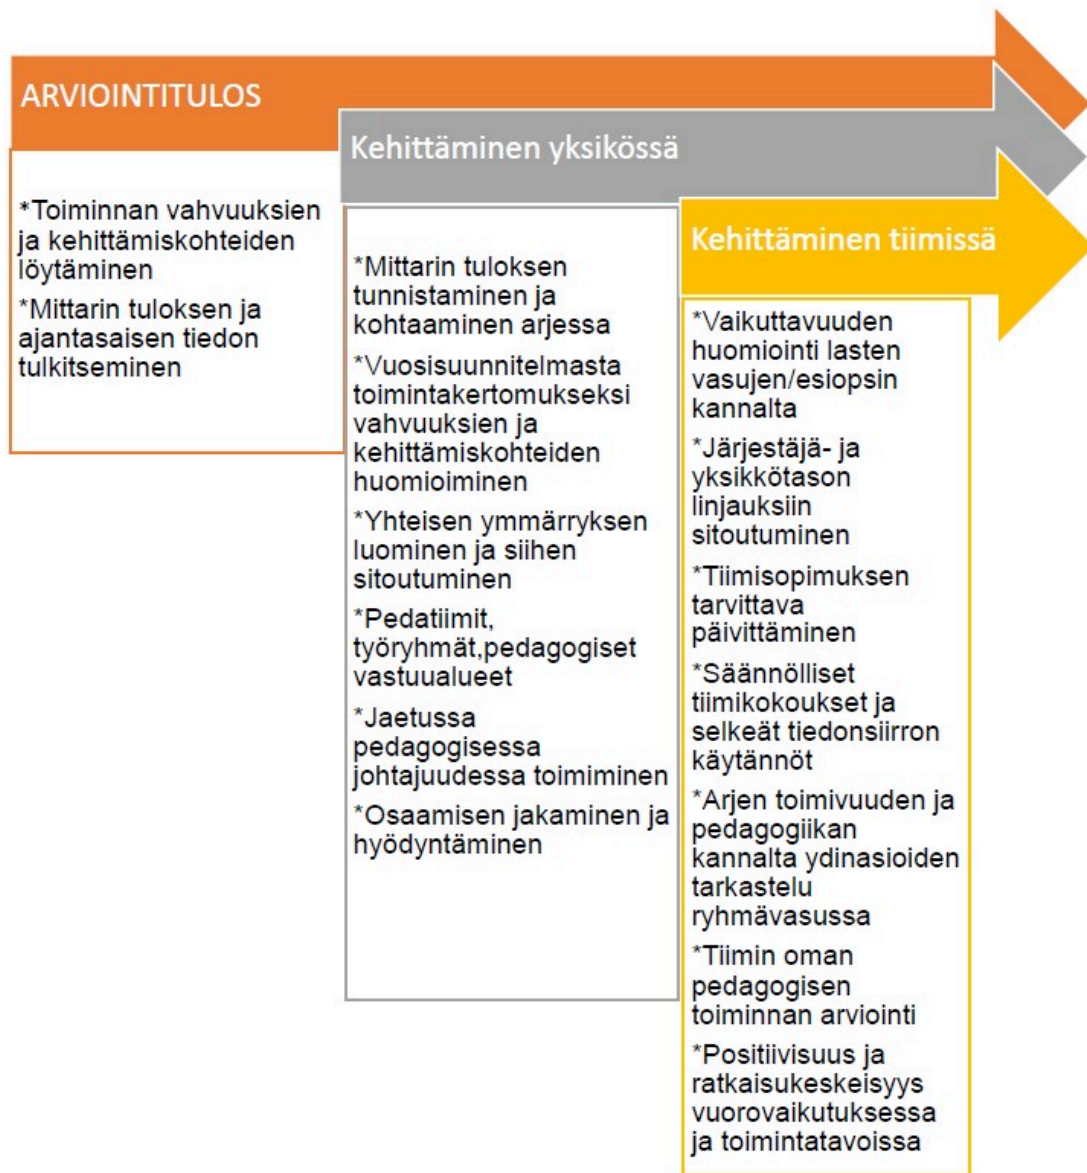 ARVIOINTITULOS
*Toiminnan vahvuuksien
ja kehittämiskohteiden
löytäminen
*Mittarin tuloksen ja
ajantasaisen tiedon
tulkitseminen
Kehittäminen yksikössä
*Mittarin tuloksen
tunnistaminen ja
kohtaaminen arjessa
*Vuosisuunnitelmasta
toimintakertomukseksi
vahvuuksien ja
kehittämiskohteiden
huomioiminen
*Yhteisen ymmärryksen
luominen ja siihen
sitoutuminen
*Pedatiimit,
työryhmät,pedagogiset
vastuualueet
*Jaetussa
pedagogisessa
johtajuudessa toimiminen
*Osaamisen jakaminen ja
hyödyntäminen
Kehittäminen tiimissä
*Vaikuttavuuden
huomiointi lasten
vasujen/esiopsin
kannalta
*Järjestäjä- ja
yksikkötason
linjauksiin
sitoutuminen
*Tiimisopimuksen
tarvittava
päivittäminen
*Säännölliset
tiimikokoukset ja
selkeät tiedonsiirron
käytännöt
*Arjen toimivuuden ja
pedagogiikan
kannalta ydinasioiden
tarkastelu
ryhmävasussa
*Tiimin oman
pedagogisen
toiminnan arviointi
*Positiivisuus ja
ratkaisukeskeisyys
vuorovaikutuksessa
ja toimintatavoissa